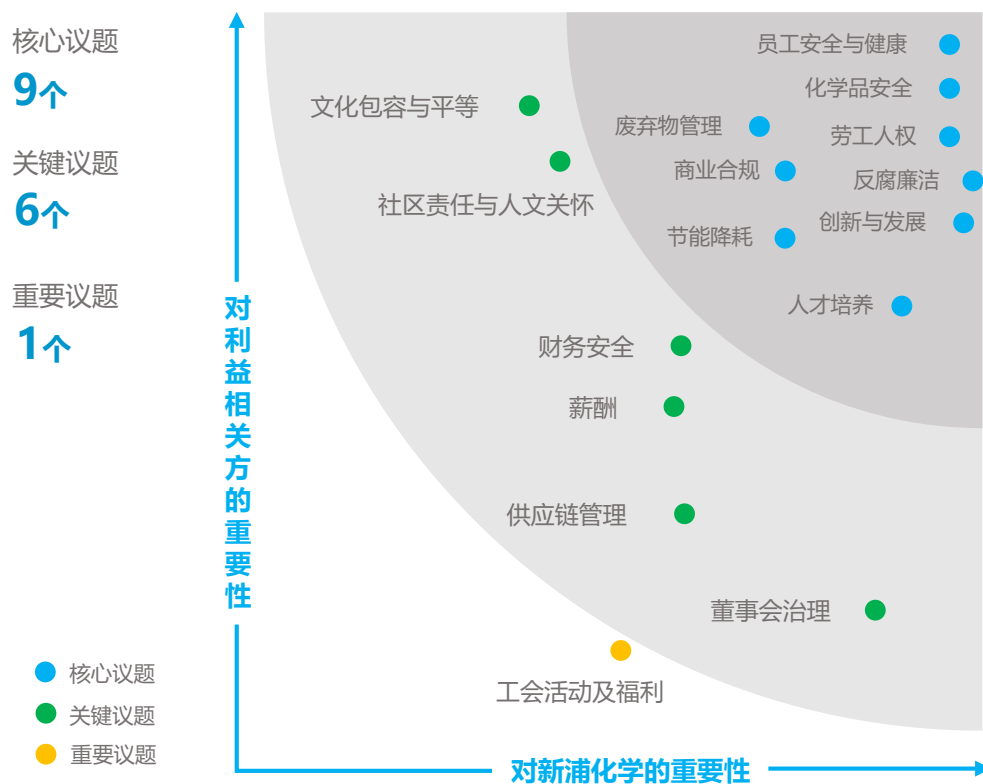 核心议题
9个
关键议题
6个
重要议题
1个
对利益相关方的重要性
员工安全与健康
化学品安全
文化包容与平等
废弃物管理
劳工人权
商业合规
反腐廉洁
社区责任与人文关怀
创新与发展
节能降耗
人才培养
财务安全
薪酬
供应链管理
董事会治理
工会活动及福利
核心议题
关键议题
重要议题
对新浦化学的重要性